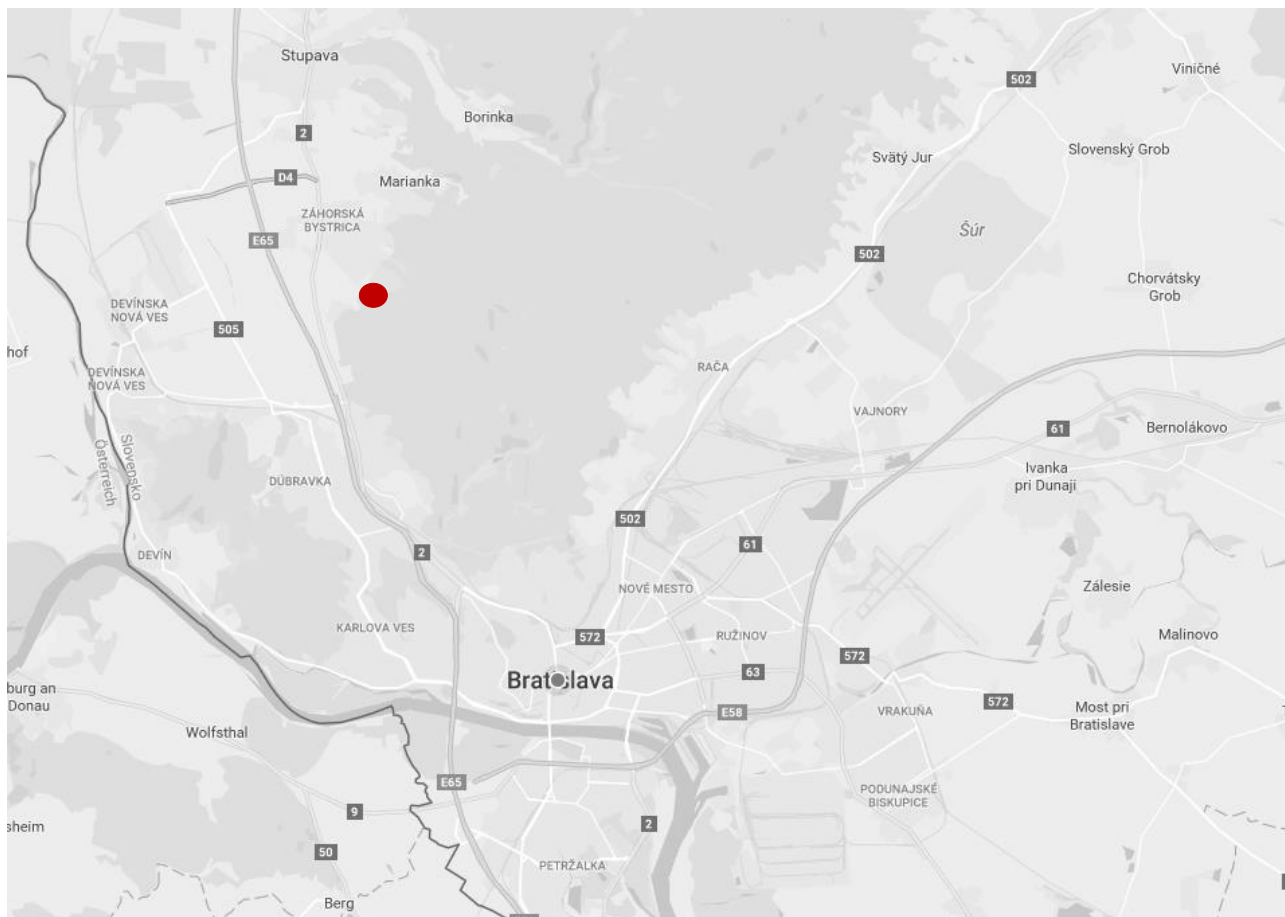 Stupava
Viničné
502
Borinka
2
Slovenský Grob
Svätý Jur
D4
Marianka
ZÁHORSKÁ
BYSTRICA
Šúr
E65
502
Chorvátsky
Grob
DEVÍNSKA
NOVÁ VES
505
hof
DEVÍNSKA
NOVÁ VES
RAČA
VAJNORY
61
Bernolákovo
Slovensko
Österreich
Ivanka
pri Dunaji
DÚBRAVKA
502
2
61
DEVÍN
NOVÉ MESTO
Zálesie
KARLOVA VES
572
RUŽINOV
Malinovo
572
63
Bratislava
burg an
Donau
572
VRAKUŇA
Most pri
Bratislave
E58
Wolfsthal
E65
PODUNAJSKÉ
BISKUPICE
9
sheim
2
50
PETRŽALKA
Berg